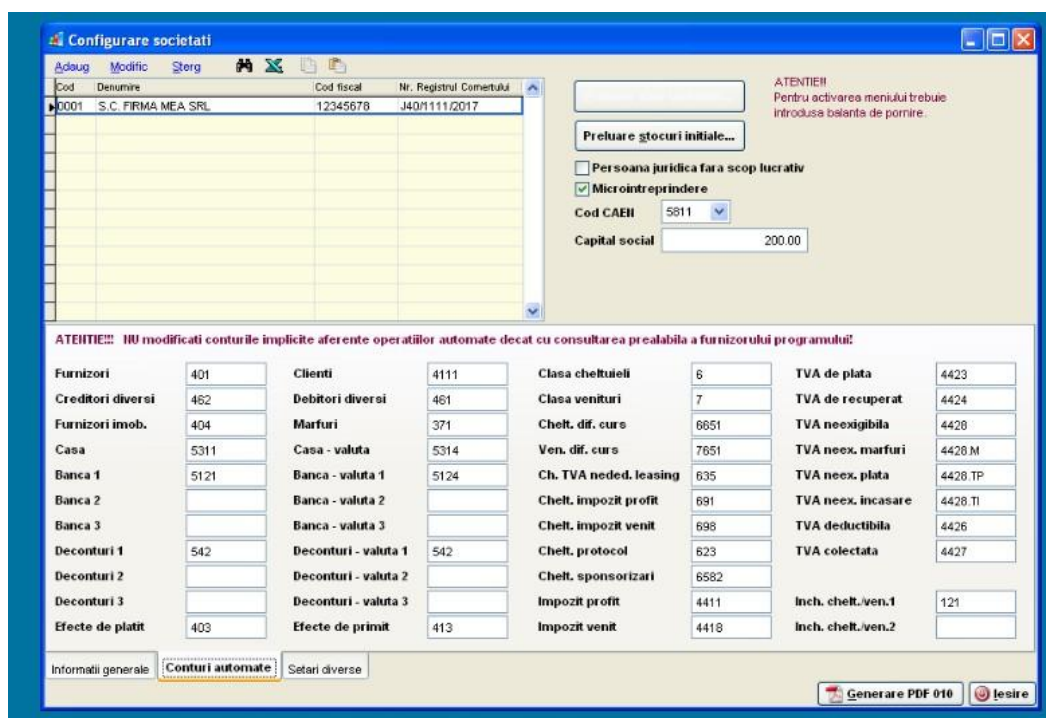 Configurare societati
Adaug Modific Sterg
Cod Denumire Cod fiscal Nr. Registrul Comertului
0001 S.C. FIRMA MEA SRL 12345678 J40/1111/2017
ATENTIE!!!
Pentru activarea meniului trebuie
introdusa balanta de pornire.
Preluare stocuri initiale...
Persoana juridica fara scop lucrativ
Microintreprindere
Cod CAEN 5811
Capital social 200.00
ATENTIE!!! NU modificati conturile implicite aferente operatiilor automate decat cu consultarea prealabila a furnizorului programului!
Furnizori 401 Clienti 4111 Clasa cheltuieli 6 TVA de plata 4423
Creditori diversi 462 Debitori diversi 461 Clasa venituri 7 TVA de recuperat 4424
Furnizori imob. 404 Marfuri 371 Chelt. dif. curs 6651 TVA neexigibila 4428
Casa 5311 Casa - valuta 5314 Ven. dif. curs 7651 TVA neex. marfuri 4428.M
Banca 1 5121 Banca - valuta 1 5124 Ch. TVA neded. leasing 635 TVA neex. plata 4428.TP
Banca 2 Banca - valuta 2 Chelt. impozit profit 691 TVA neex. incasare 4428.TI
Banca 3 Banca - valuta 3 Chelt. impozit venit 698 TVA deductibila 4426
Deconturi 1 542 Deconturi - valuta 1 542 Chelt. protocol 623 TVA colectata 4427
Deconturi 2 Deconturi - valuta 2 Chelt. sponsorizari 6582
Deconturi 3 Deconturi - valuta 3 Impozit profit 4411 Inch. chelt./ven.1 121
Efecte de platit 403 Efecte de primit 413 Impozit venit 4418 Inch. chelt./ven.2
Informatii generale Conturi automate Setari diverse
Generare PDF 010 Iesire